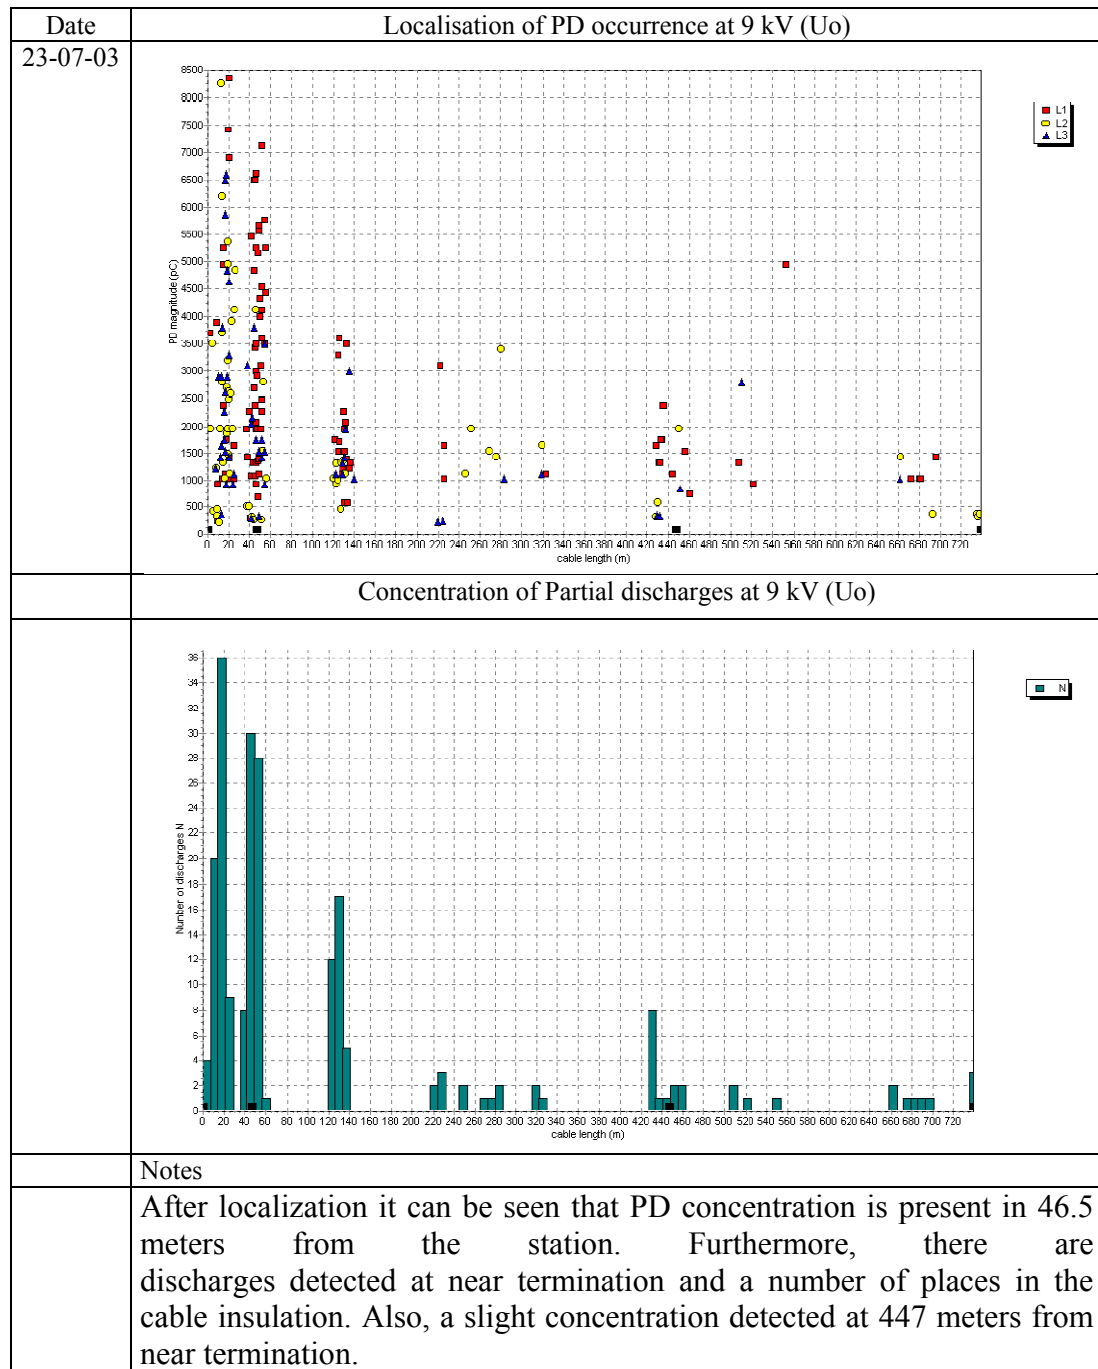 Date Localisation of PD occurrence at 9 kV (Uo)
23-07-03
8500
8000
7500
7000
6500
6000
5500
5000
4500
4000
3500
3000
2500
2000
1500
1000
500
0
PD magnitude (pC)
L1
L2
L3
0 20 40 60 80 100 120 140 160 180 200 220 240 260 280 300 320 340 360 380 400 420 440 460 480 500 520 540 560 580 600 620 640 660 680 700 720
cable length (m)
Concentration of Partial discharges at 9 kV (Uo)
36
34
32
30
28
26
24
22
20
18
16
14
12
10
8
6
4
2
0
Number of discharges N
N
0 20 40 60 80 100 120 140 160 180 200 220 240 260 280 300 320 340 360 380 400 420 440 460 480 500 520 540 560 580 600 620 640 660 680 700 720
cable length (m)
Notes
After localization it can be seen that PD concentration is present in 46.5
meters from the station. Furthermore, there are
discharges detected at near termination and a number of places in the
cable insulation. Also, a slight concentration detected at 447 meters from
near termination.